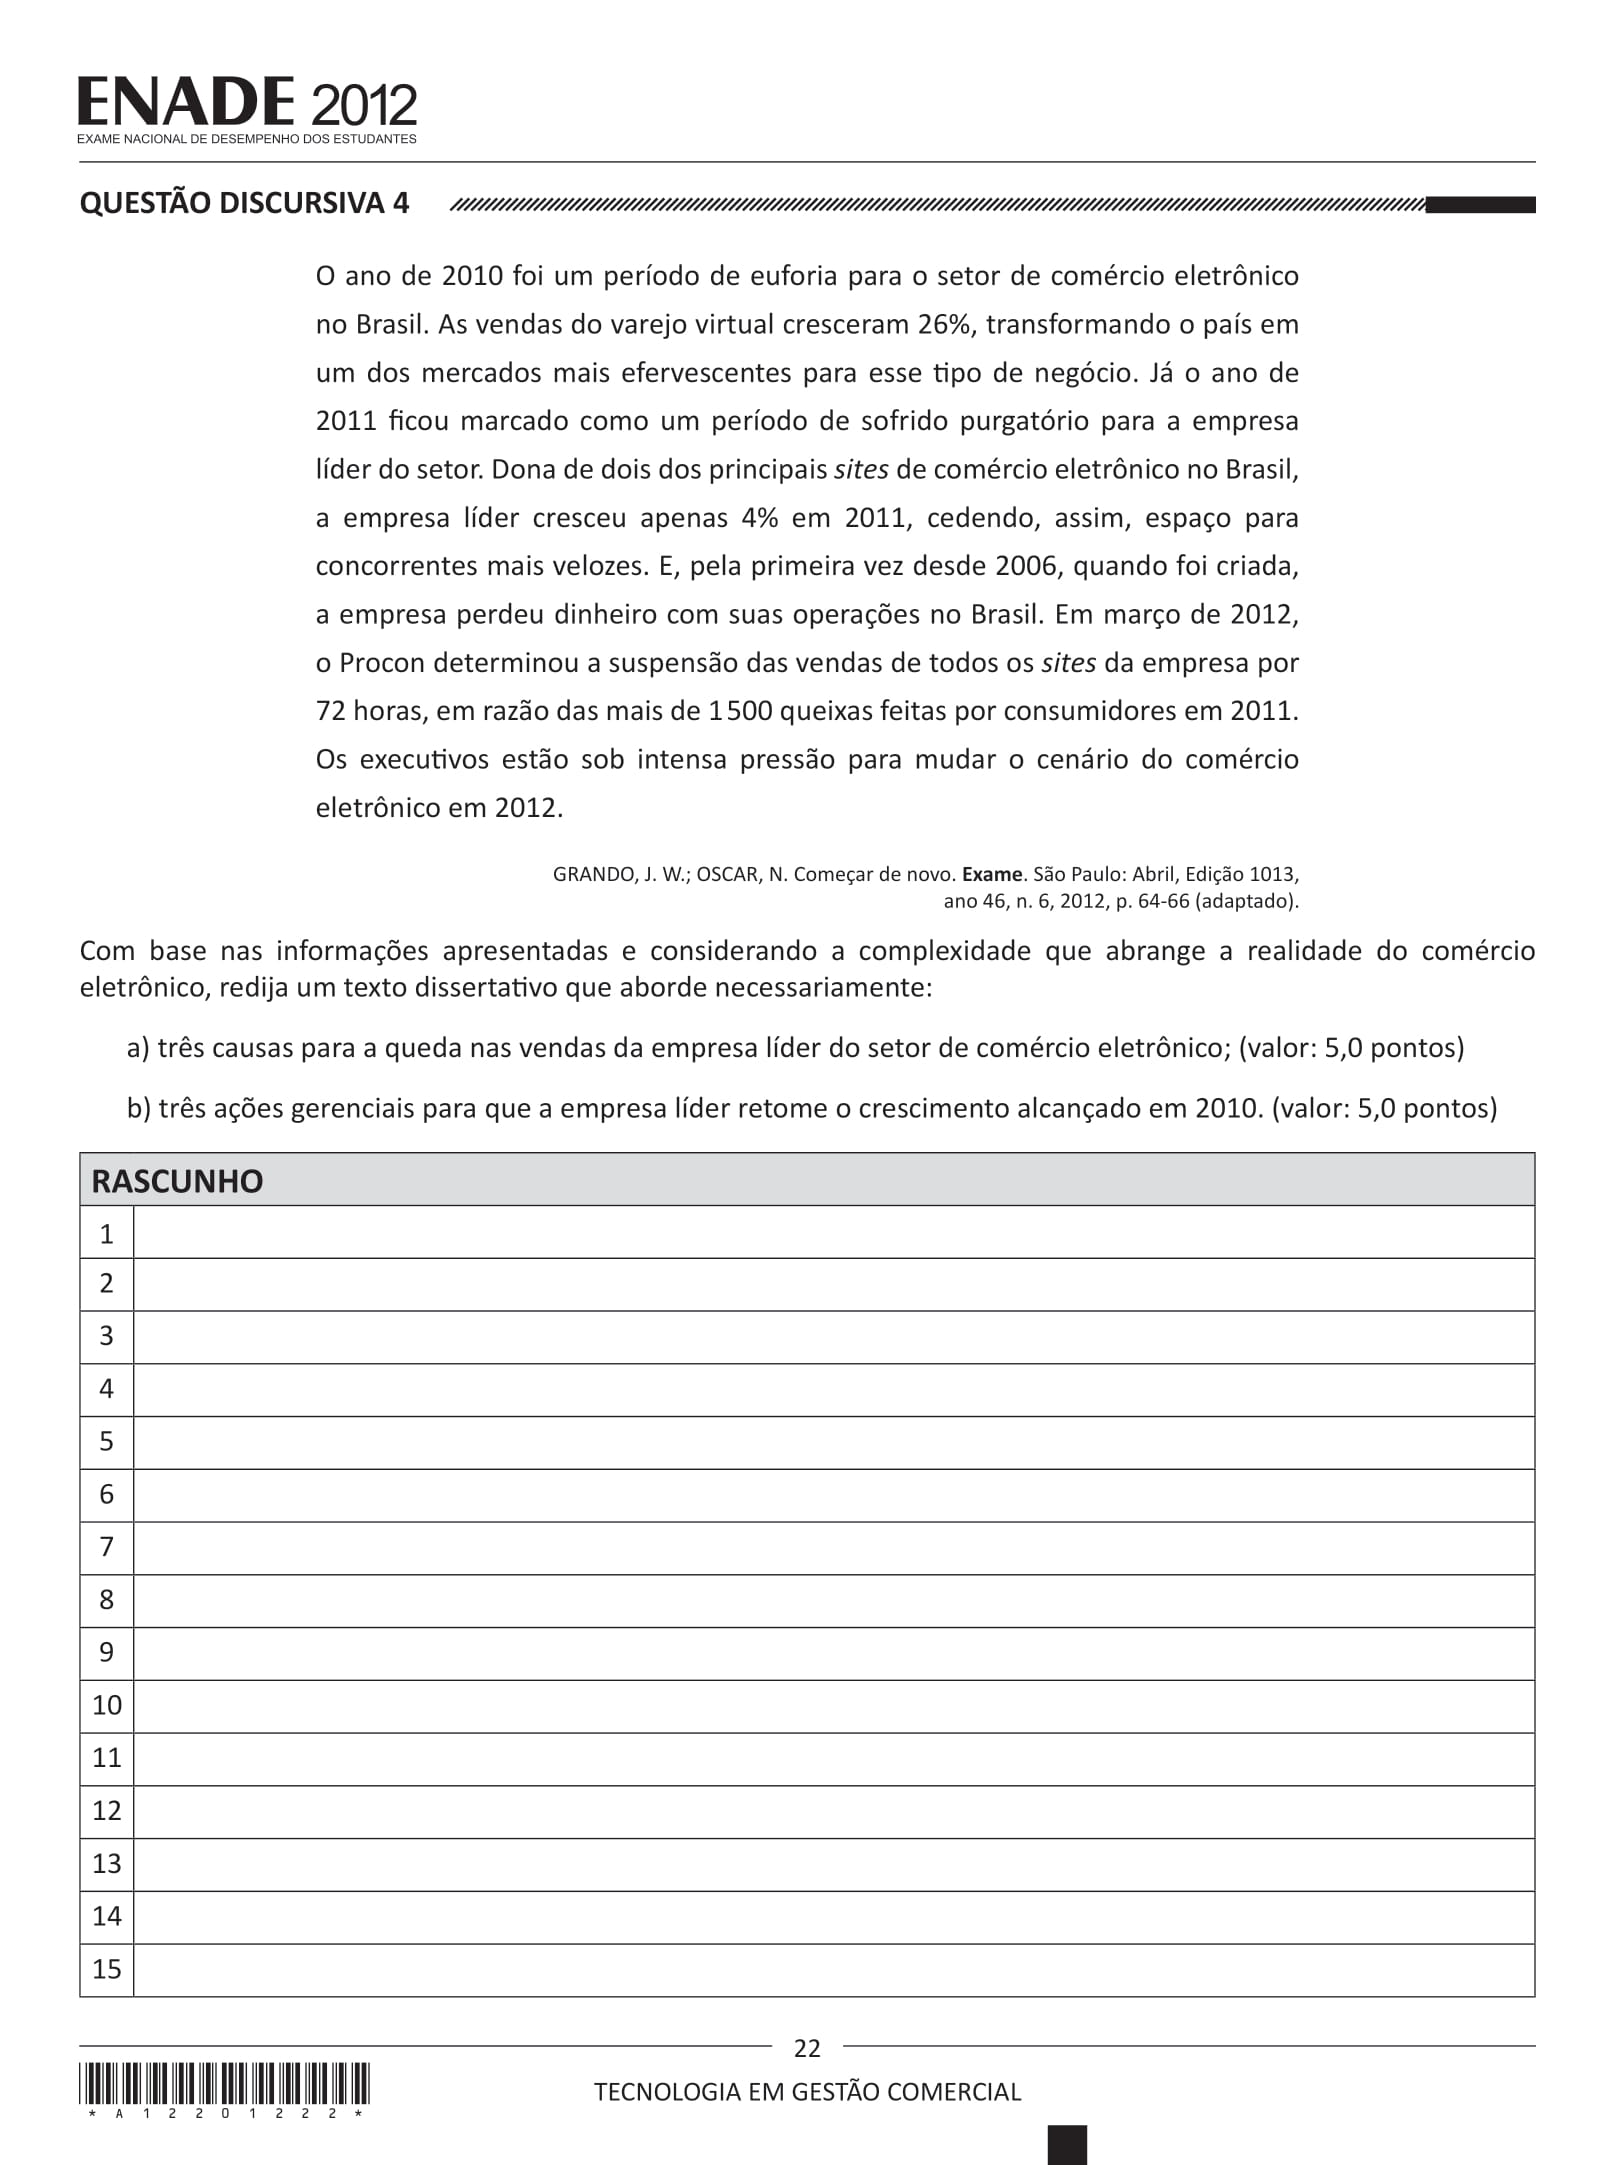 ENADE 2012
EXAME NACIONAL DE DESEMPENHO DOS ESTUDANTES
QUESTÃO DISCURSIVA 4
O ano de 2010 foi um período de euforia para o setor de comércio eletrônico
no Brasil. As vendas do varejo virtual cresceram 26%, transformando o país em
um dos mercados mais efervescentes para esse tipo de negócio. Já o ano de
2011 ficou marcado como um período de sofrido purgatório para a empresa
líder do setor. Dona de dois dos principais sites de comércio eletrônico no Brasil,
a empresa líder cresceu apenas 4% em 2011, cedendo, assim, espaço para
concorrentes mais velozes. E, pela primeira vez desde 2006, quando foi criada,
a empresa perdeu dinheiro com suas operações no Brasil. Em março de 2012,
o Procon determinou a suspensão das vendas de todos os sites da empresa por
72 horas, em razão das mais de 1 500 queixas feitas por consumidores em 2011.
Os executivos estão sob intensa pressão para mudar o cenário do comércio
eletrônico em 2012.
GRANDO, J. W.; OSCAR, N. Começar de novo. Exame. São Paulo: Abril, Edição 1013,
ano 46, n. 6, 2012, p. 64-66 (adaptado).
Com base nas informações apresentadas e considerando a complexidade que abrange a realidade do comércio
eletrônico, redija um texto dissertativo que aborde necessariamente:
a) três causas para a queda nas vendas da empresa líder do setor de comércio eletrônico; (valor: 5,0 pontos)
b) três ações gerenciais para que a empresa líder retome o crescimento alcançado em 2010. (valor: 5,0 pontos)
RASCUNHO
1
2
3
4
5
6
7
8
9
10
11
12
13
14
15
22
TECNOLOGIA EM GESTÃO COMERCIAL
* A 1 2 2 0 1 2 2 2 *